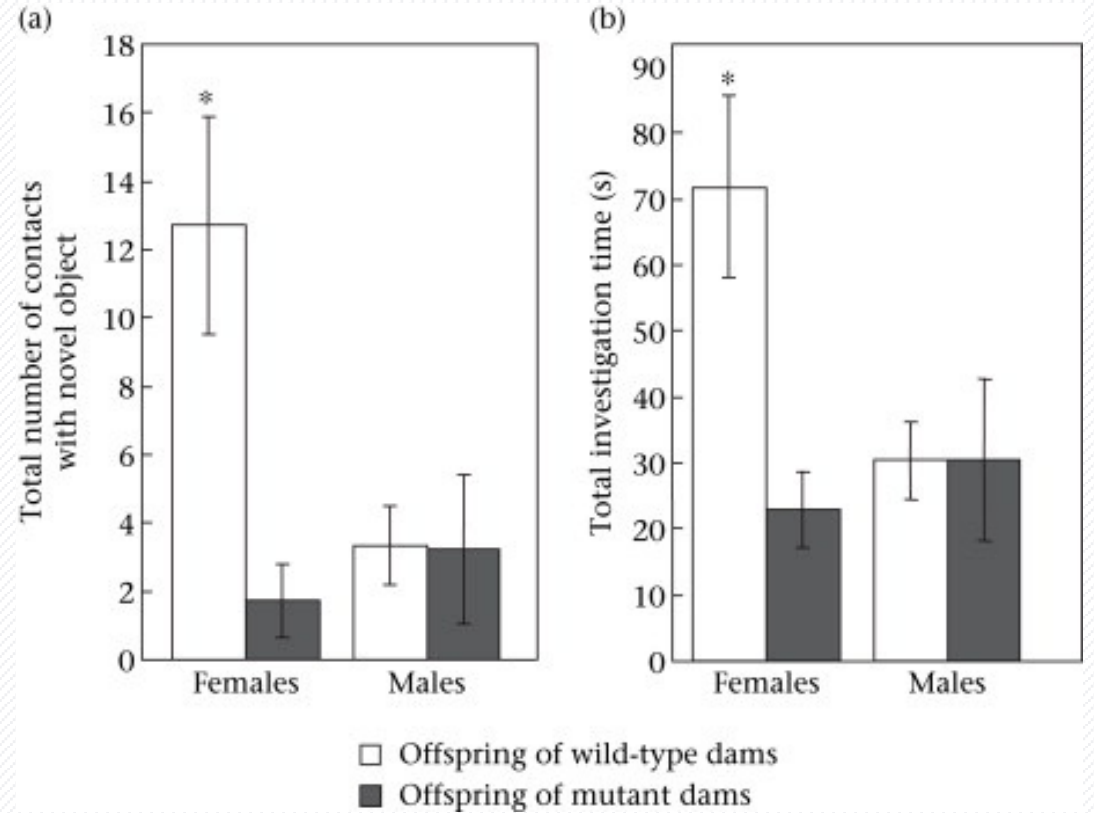 (a)
18
16
14
12
10
8
6
4
2
0
Total number of contacts
with novel object
*
Females
Males
(b)
90
80
70
60
50
40
30
20
10
0
Total investigation time (s)
*
Females
Males
Offspring of wild-type dams
Offspring of mutant dams